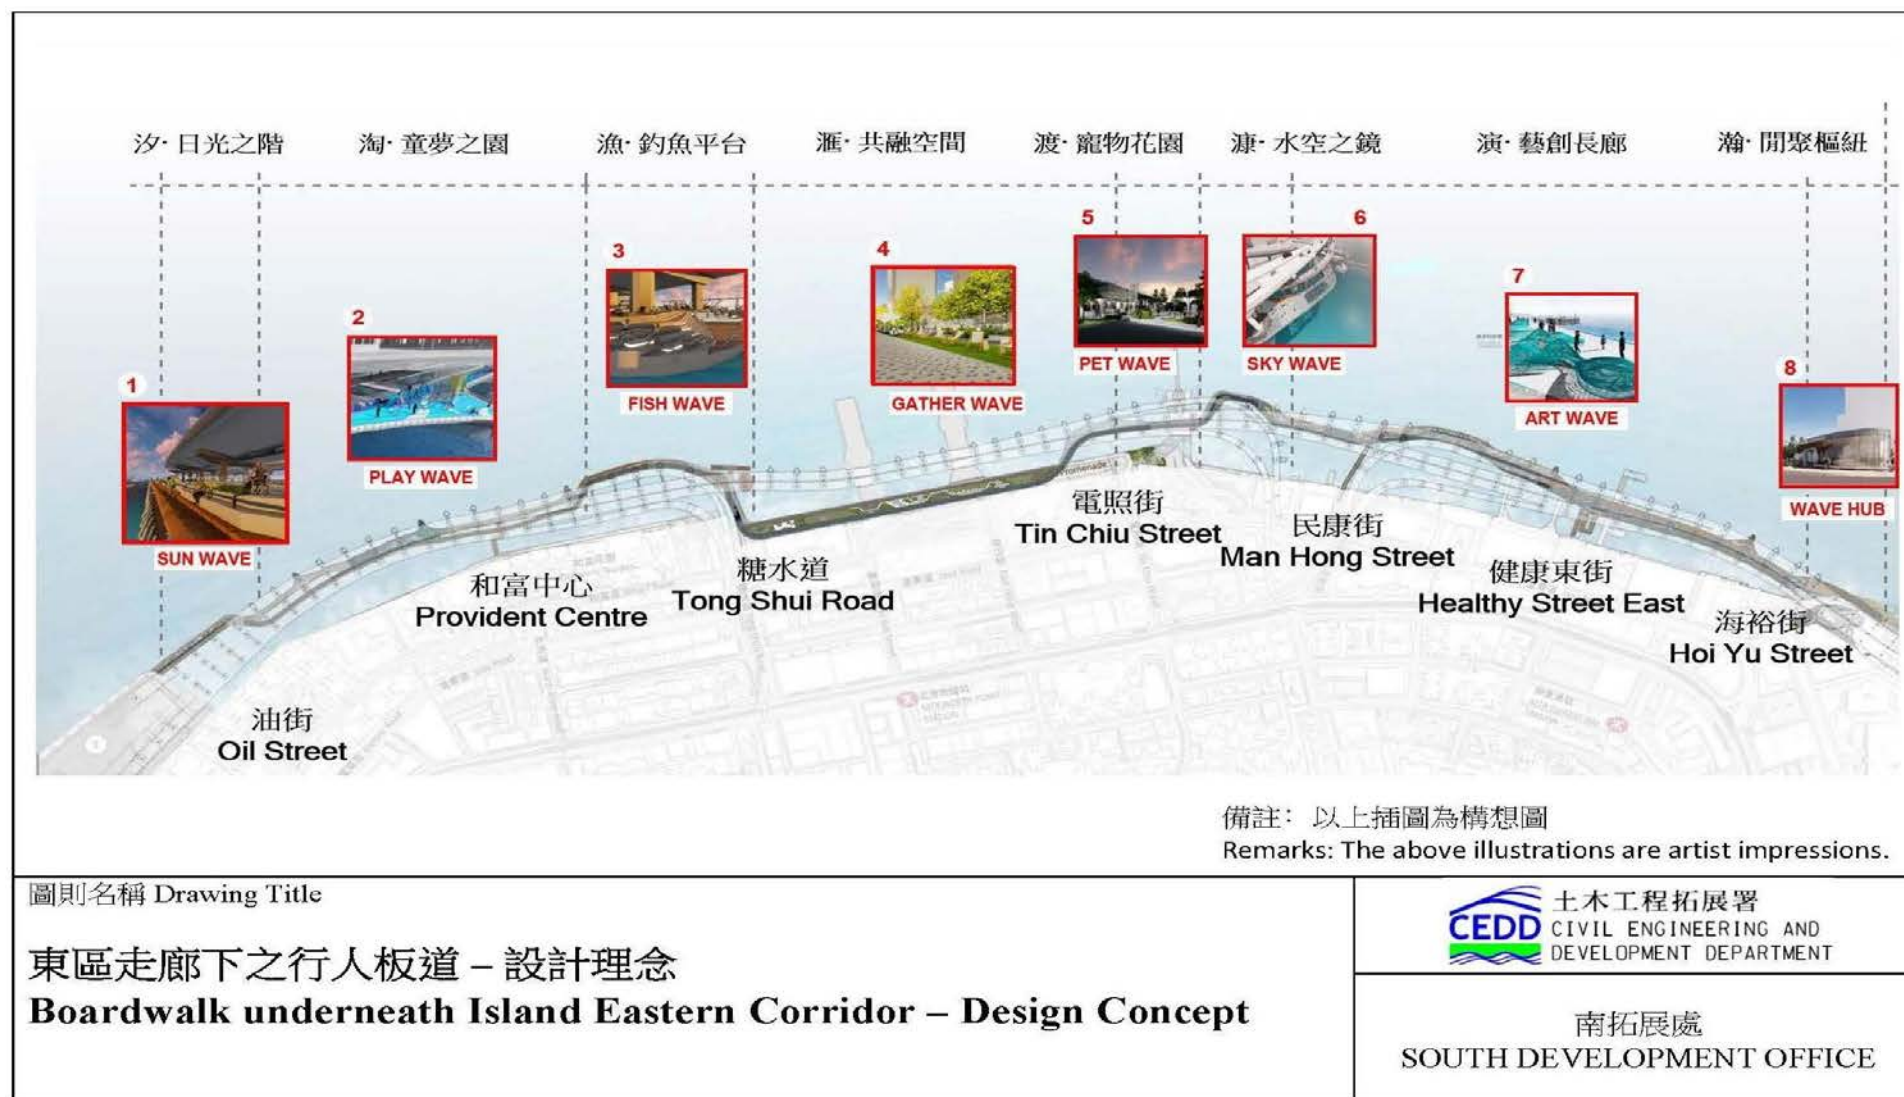 汐·日光之階
淘·童夢之園
漁·釣魚平台
滙·共融空間
渡·寵物花園
漮·水空之鏡
演·藝創長廊
瀚·閒聚樞紐
1
SUN WAVE
2
PLAY WAVE
3
FISH WAVE
4
GATHER WAVE
5
PET WAVE
6
SKY WAVE
7
ART WAVE
8
WAVE HUB
Promenade
油街
Oil Street
和富中心
Provident Centre
糖水道
Tong Shui Road
電照街
Tin Chiu Street
民康街
Man Hong Street
健康東街
Healthy Street East
海裕街
Hoi Yu Street
備註： 以上插圖為構想圖
Remarks: The above illustrations are artist impressions.
圖則名稱 Drawing Title
東區走廊下之行人板道 – 設計理念
Boardwalk underneath Island Eastern Corridor – Design Concept
CEDD
土木工程拓展署
CIVIL ENGINEERING AND
DEVELOPMENT DEPARTMENT
南拓展處
SOUTH DEVELOPMENT OFFICE